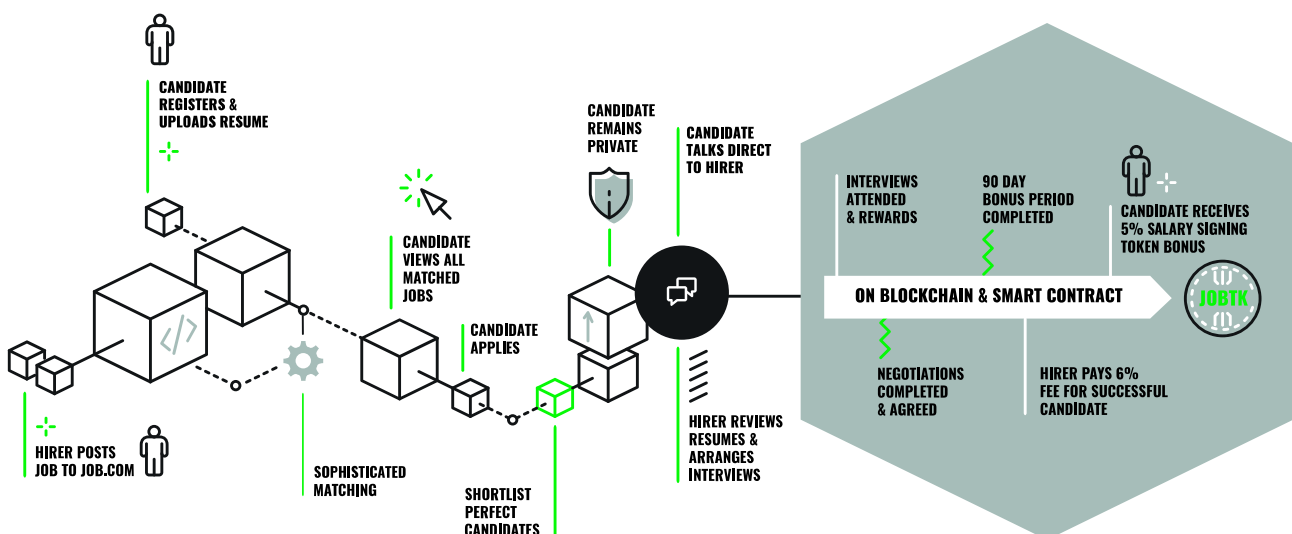 CANDIDATE
REGISTERS &
UPLOADS RESUME
HIRER POSTS
JOB TO JOB.COM
</>
SOPHISTICATED
MATCHING
CANDIDATE
VIEWS ALL
MATCHED
JOBS
CANDIDATE
APPLIES
SHORTLIST
PERFECT
CANDIDATES
CANDIDATE
REMAINS
PRIVATE
CANDIDATE
TALKS DIRECT
TO HIRER
HIRER REVIEWS
RESUMES &
ARRANGES
INTERVIEWS
INTERVIEWS
ATTENDED
& REWARDS
90 DAY
BONUS PERIOD
COMPLETED
CANDIDATE RECEIVES
5% SALARY SIGNING
TOKEN BONUS
ON BLOCKCHAIN & SMART CONTRACT
JOBTK
NEGOTIATIONS
COMPLETED
& AGREED
HIRER PAYS 6%
FEE FOR SUCCESSFUL
CANDIDATE